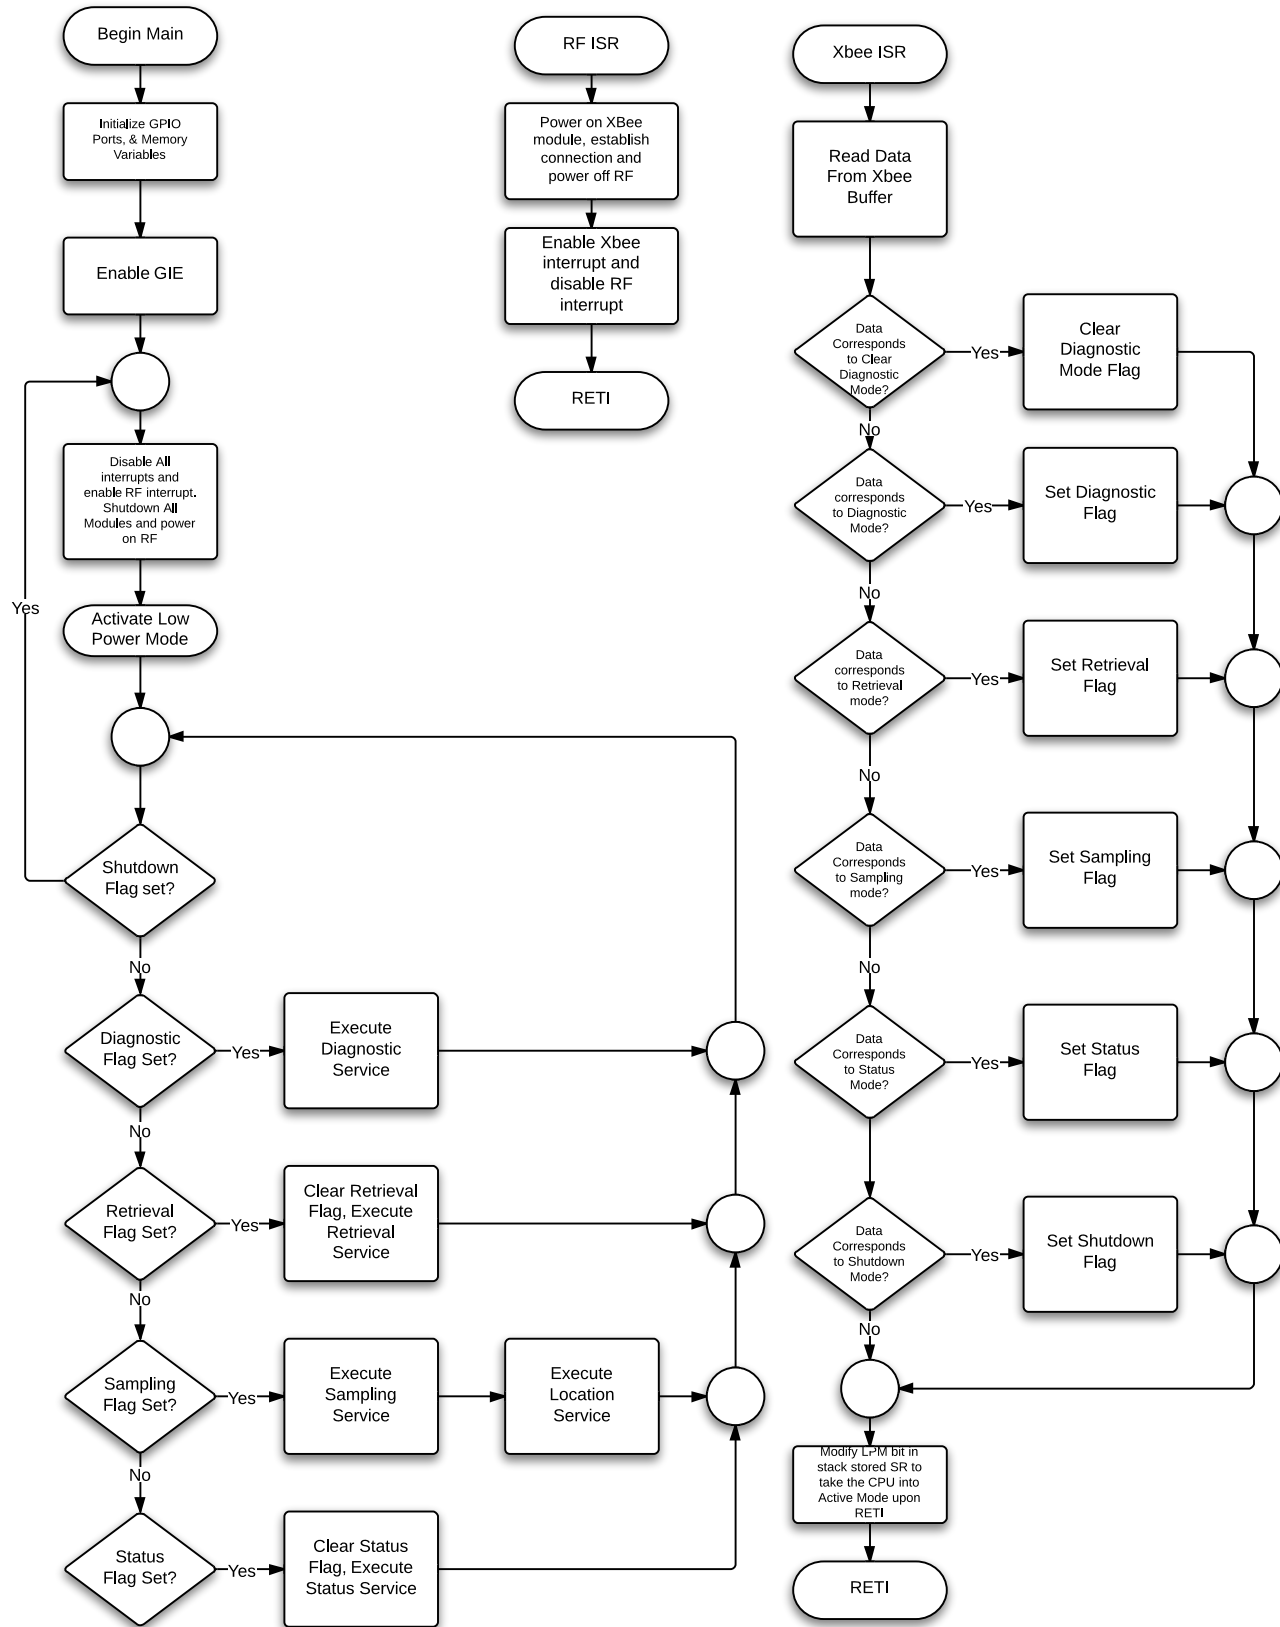 Begin Main
Initialize GPIO
Ports, & Memory
Variables
Enable GIE
Disable All
interrupts and
enable RF interrupt.
Shutdown All
Modules and power
on RF
Yes
Activate Low
Power Mode
Shutdown
Flag set?
No
Diagnostic
Flag Set?
Yes
Execute
Diagnostic
Service
No
Retrieval
Flag Set?
Yes
Clear Retrieval
Flag, Execute
Retrieval
Service
No
Sampling
Flag Set?
Yes
Execute
Sampling
Service
Execute
Location
Service
No
Status
Flag Set?
Yes
Clear Status
Flag, Execute
Status Service
RF ISR
Power on XBee
module, establish
connection and
power off RF
Enable Xbee
interrupt and
disable RF
interrupt
RETI
Xbee ISR
Read Data
From Xbee
Buffer
Data
Corresponds
to Clear
Diagnostic
Mode?
Yes
Clear
Diagnostic
Mode Flag
No
Data
corresponds
to Diagnostic
Mode?
Yes
Set Diagnostic
Flag
No
Data
corresponds
to Retrieval
mode?
Yes
Set Retrieval
Flag
No
Data
Corresponds
to Sampling
mode?
Yes
Set Sampling
Flag
No
Data
Corresponds
to Status
Mode?
Yes
Set Status
Flag
Data
Corresponds
to Shutdown
Mode?
Yes
Set Shutdown
Flag
No
Modify LPM bit in
stack stored SR to
take the CPU into
Active Mode upon
RETI
RETI